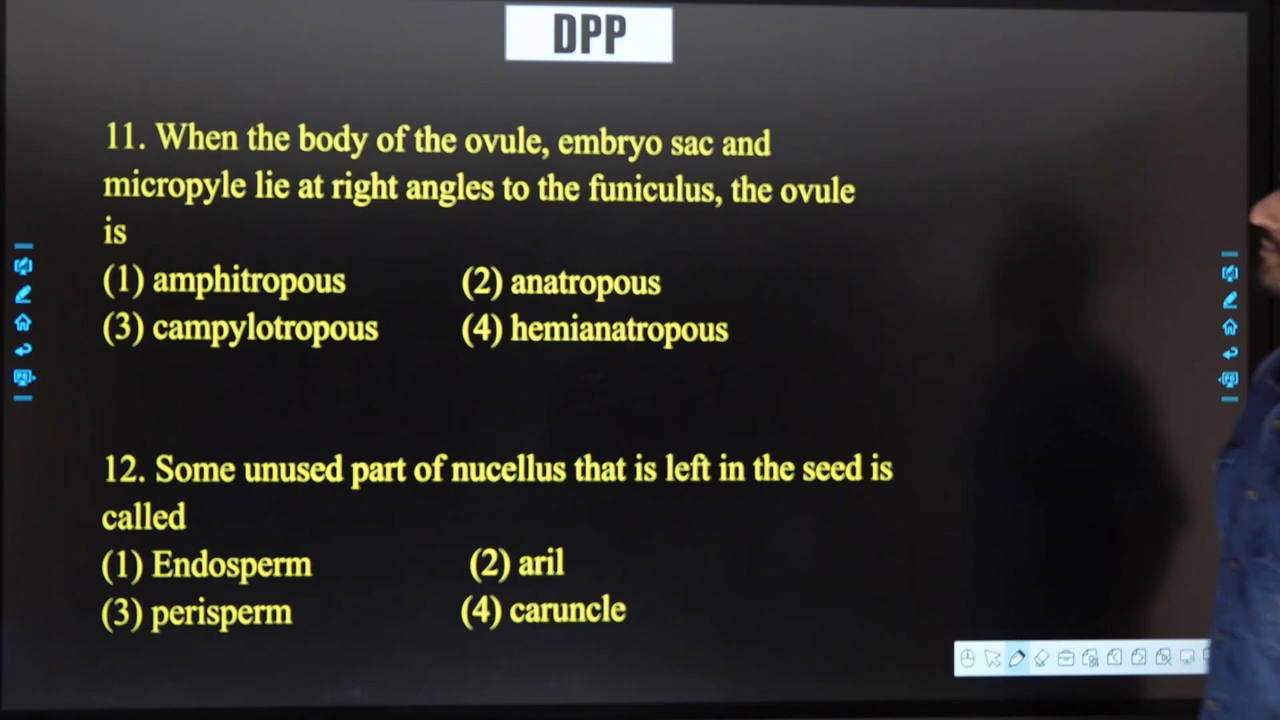 DPP
11. When the body of the ovule, embryo sac and
micropyle lie at right angles to the funiculus, the ovule
is
(1) amphitropous (2) anatropous
(3) campylotropous (4) hemianatropous
12. Some unused part of nucellus that is left in the seed is
called
(1) Endosperm (2) aril
(3) perisperm (4) caruncle